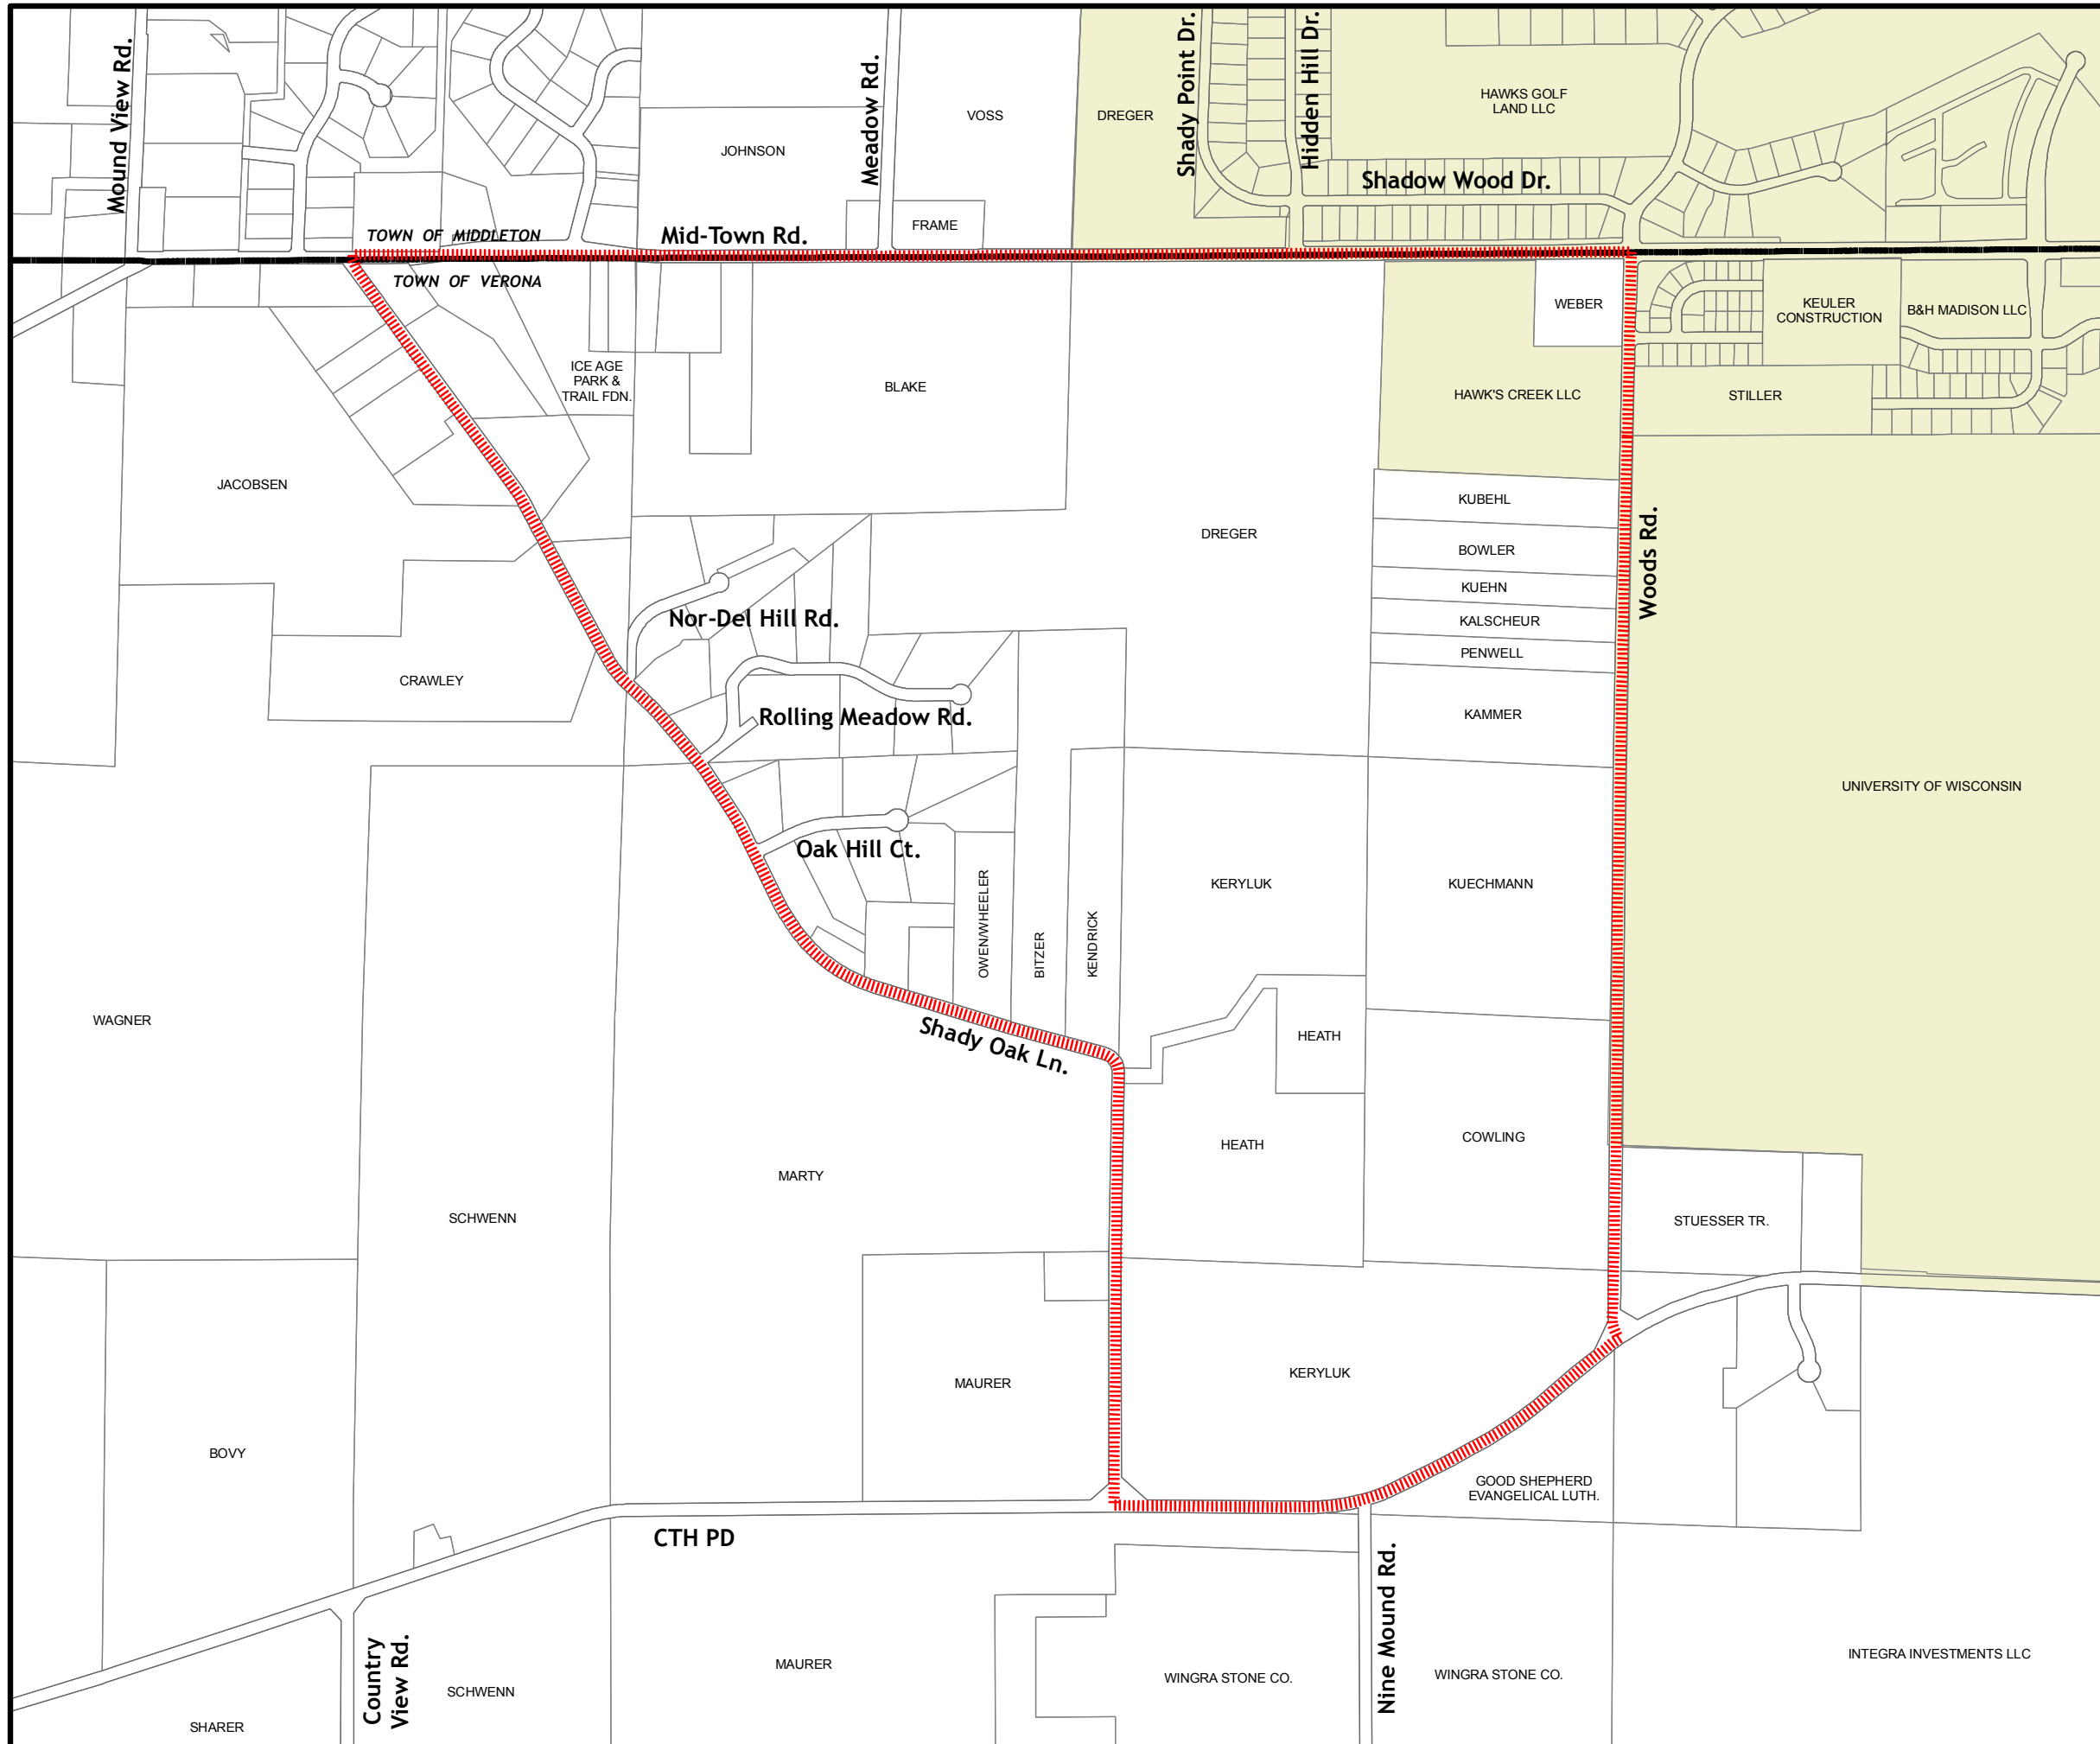 Mound View Rd.
Meadow Rd.
Shady Point Dr.
Hidden Hill Dr.
HAWKS GOLF
LAND LLC
VOSS
DREGER
JOHNSON
Shadow Wood Dr.
FRAME
TOWN OF MIDDLETON
Mid-Town Rd.
TOWN OF VERONA
WEBER
KEULER
CONSTRUCTION
B&H MADISON LLC
ICE AGE
PARK &
TRAIL FDN.
BLAKE
HAWK'S CREEK LLC
STILLER
JACOBSEN
KUBEHL
DREGER
BOWLER
Woods Rd.
KUEHN
Nor-Del Hill Rd.
KALSCHEUR
PENWELL
CRAWLEY
Rolling Meadow Rd.
KAMMER
UNIVERSITY OF WISCONSIN
Oak Hill Ct.
KERYLUK
KUECHMANN
OWEN/WHEELER
BITZER
KENDRICK
WAGNER
Shady Oak Ln.
HEATH
HEATH
COWLING
MARTY
SCHWENN
STUESSER TR.
MAURER
KERYLUK
BOVY
GOOD SHEPHERD
EVANGELICAL LUTH.
CTH PD
Nine Mound Rd.
Country
View Rd.
MAURER
SCHWENN
WINGRA STONE CO.
WINGRA STONE CO.
INTEGRA INVESTMENTS LLC
SHARER